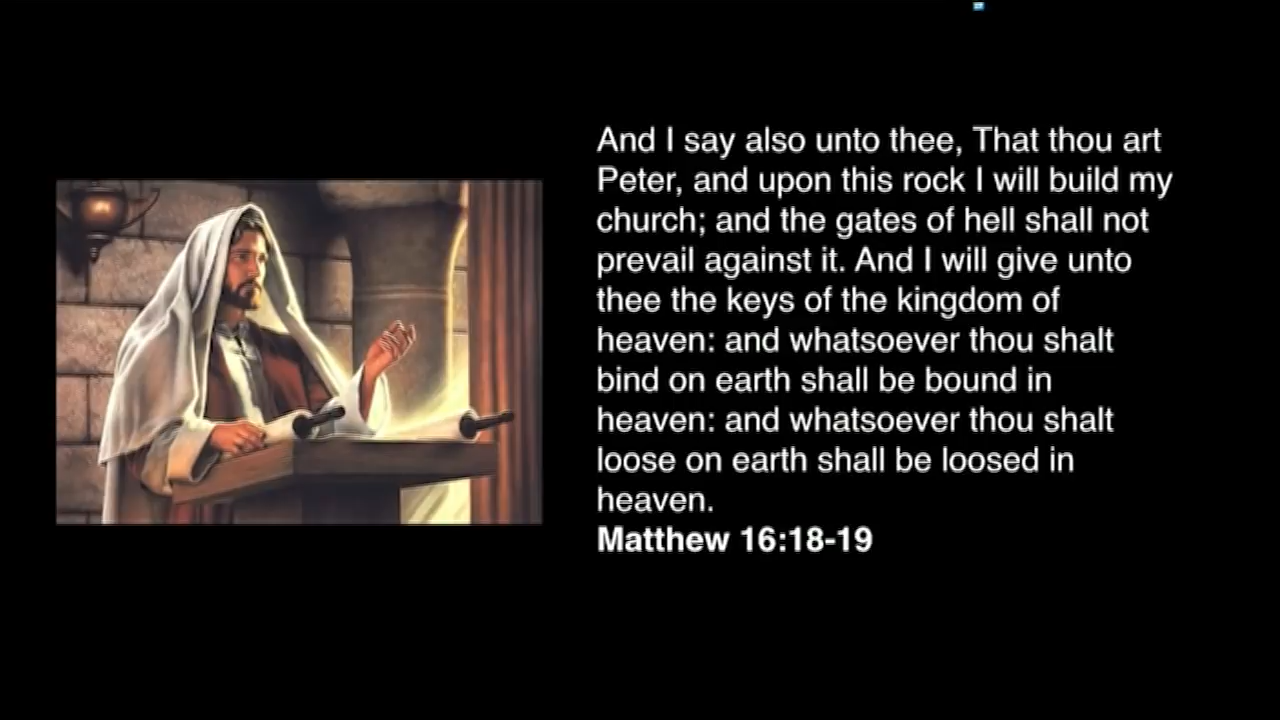 And I say also unto thee, That thou art
Peter, and upon this rock I will build my
church; and the gates of hell shall not
prevail against it. And I will give unto
thee the keys of the kingdom of
heaven: and whatsoever thou shalt
bind on earth shall be bound in
heaven: and whatsoever thou shalt
loose on earth shall be loosed in
heaven.
Matthew 16:18-19